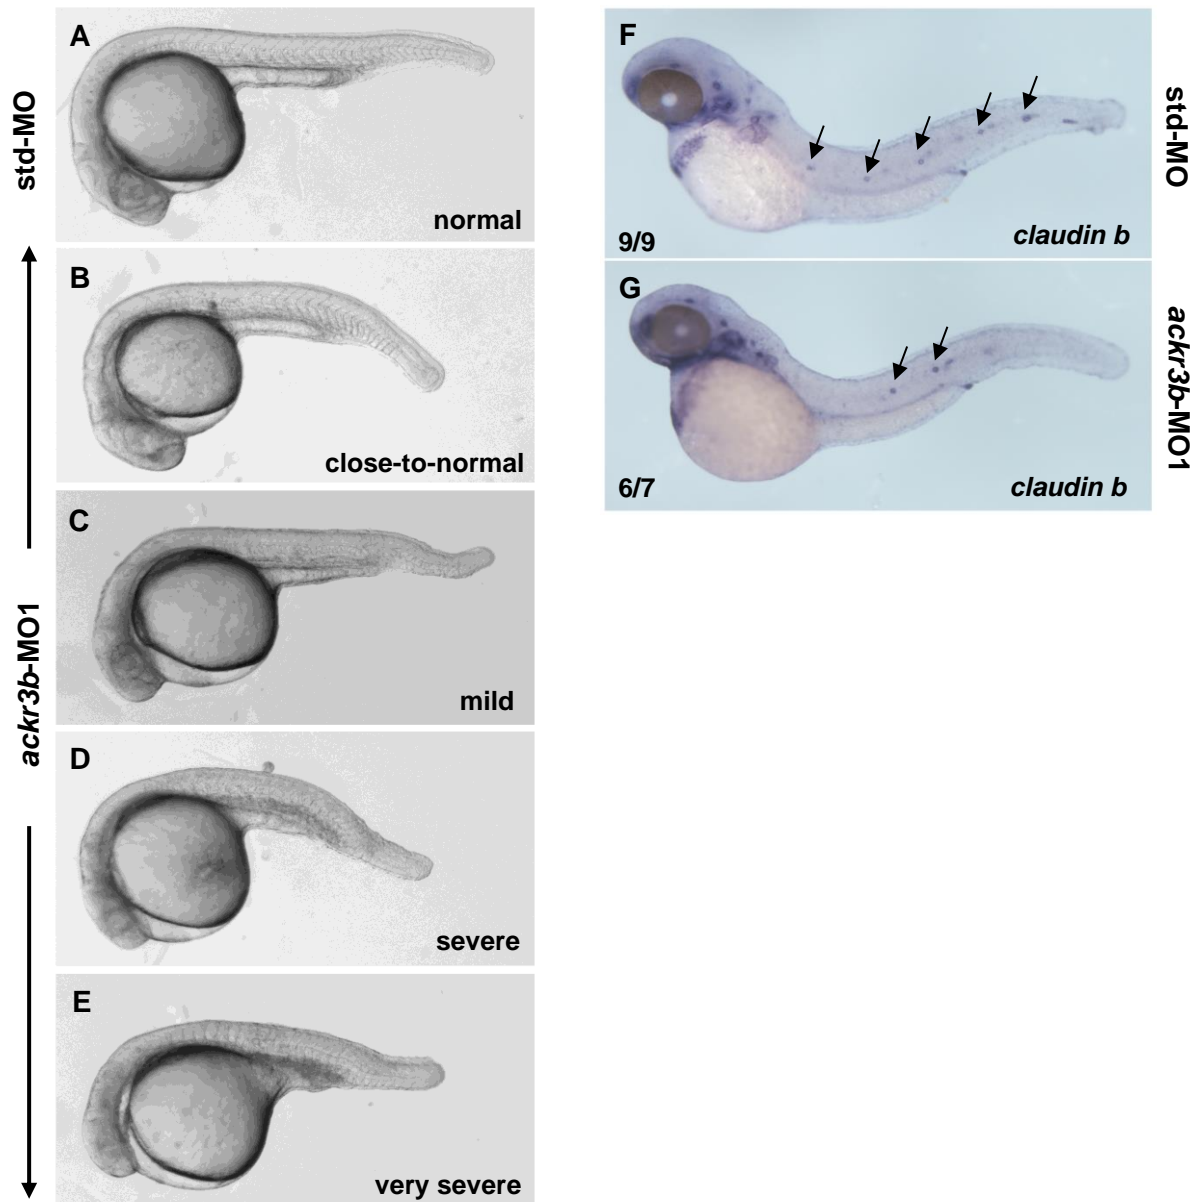 A
normal
B
close-to-normal
C
mild
D
severe
E
very severe
std-MO
ackr3b-MO1
F
9/9
claudin b
std-MO
G
6/7
claudin b
ackr3b-MO1